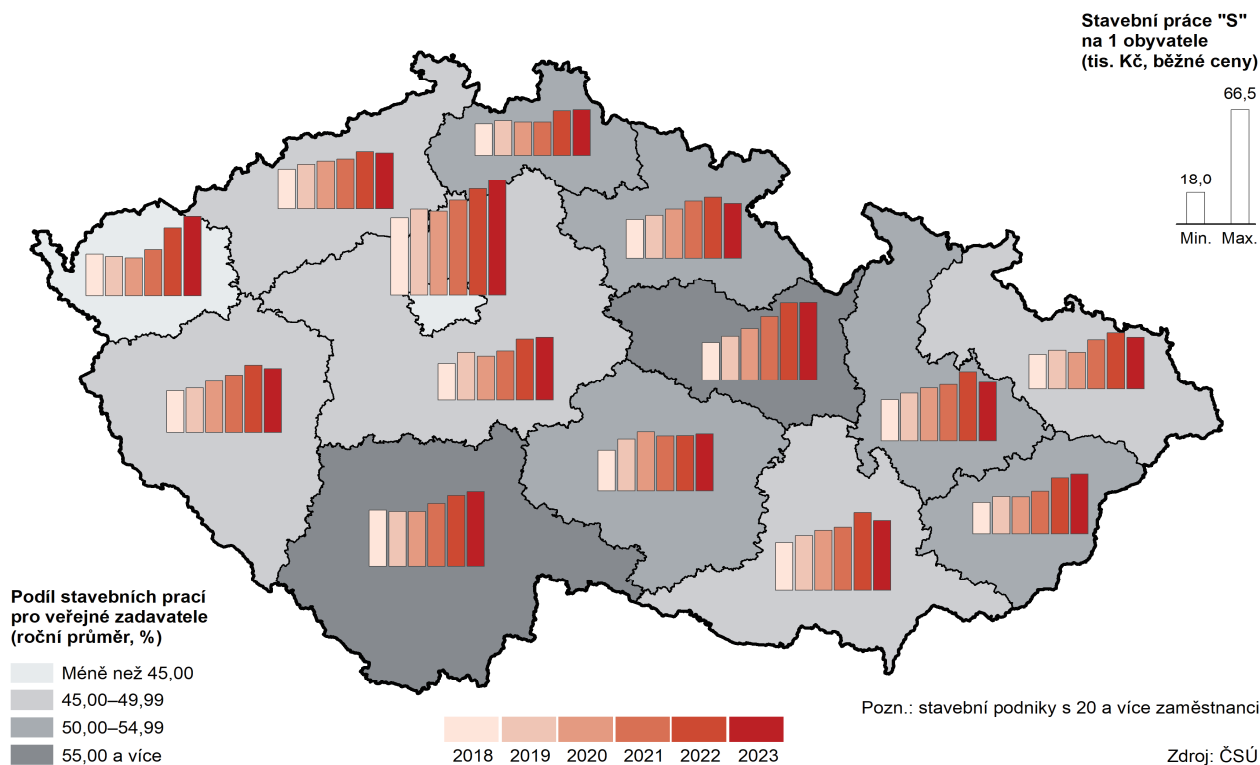 Stavební práce "S"
na 1 obyvatele
(tis. Kč, běžné ceny)
66,5
18,0
Min. Max.
Podíl stavebních prací
pro veřejné zadavatele
(roční průměr, %)
Méně než 45,00
45,00–49,99
50,00–54,99
55,00 a více
2018 2019 2020 2021 2022 2023
Pozn.: stavební podniky s 20 a více zaměstnanci
Zdroj: ČSÚ